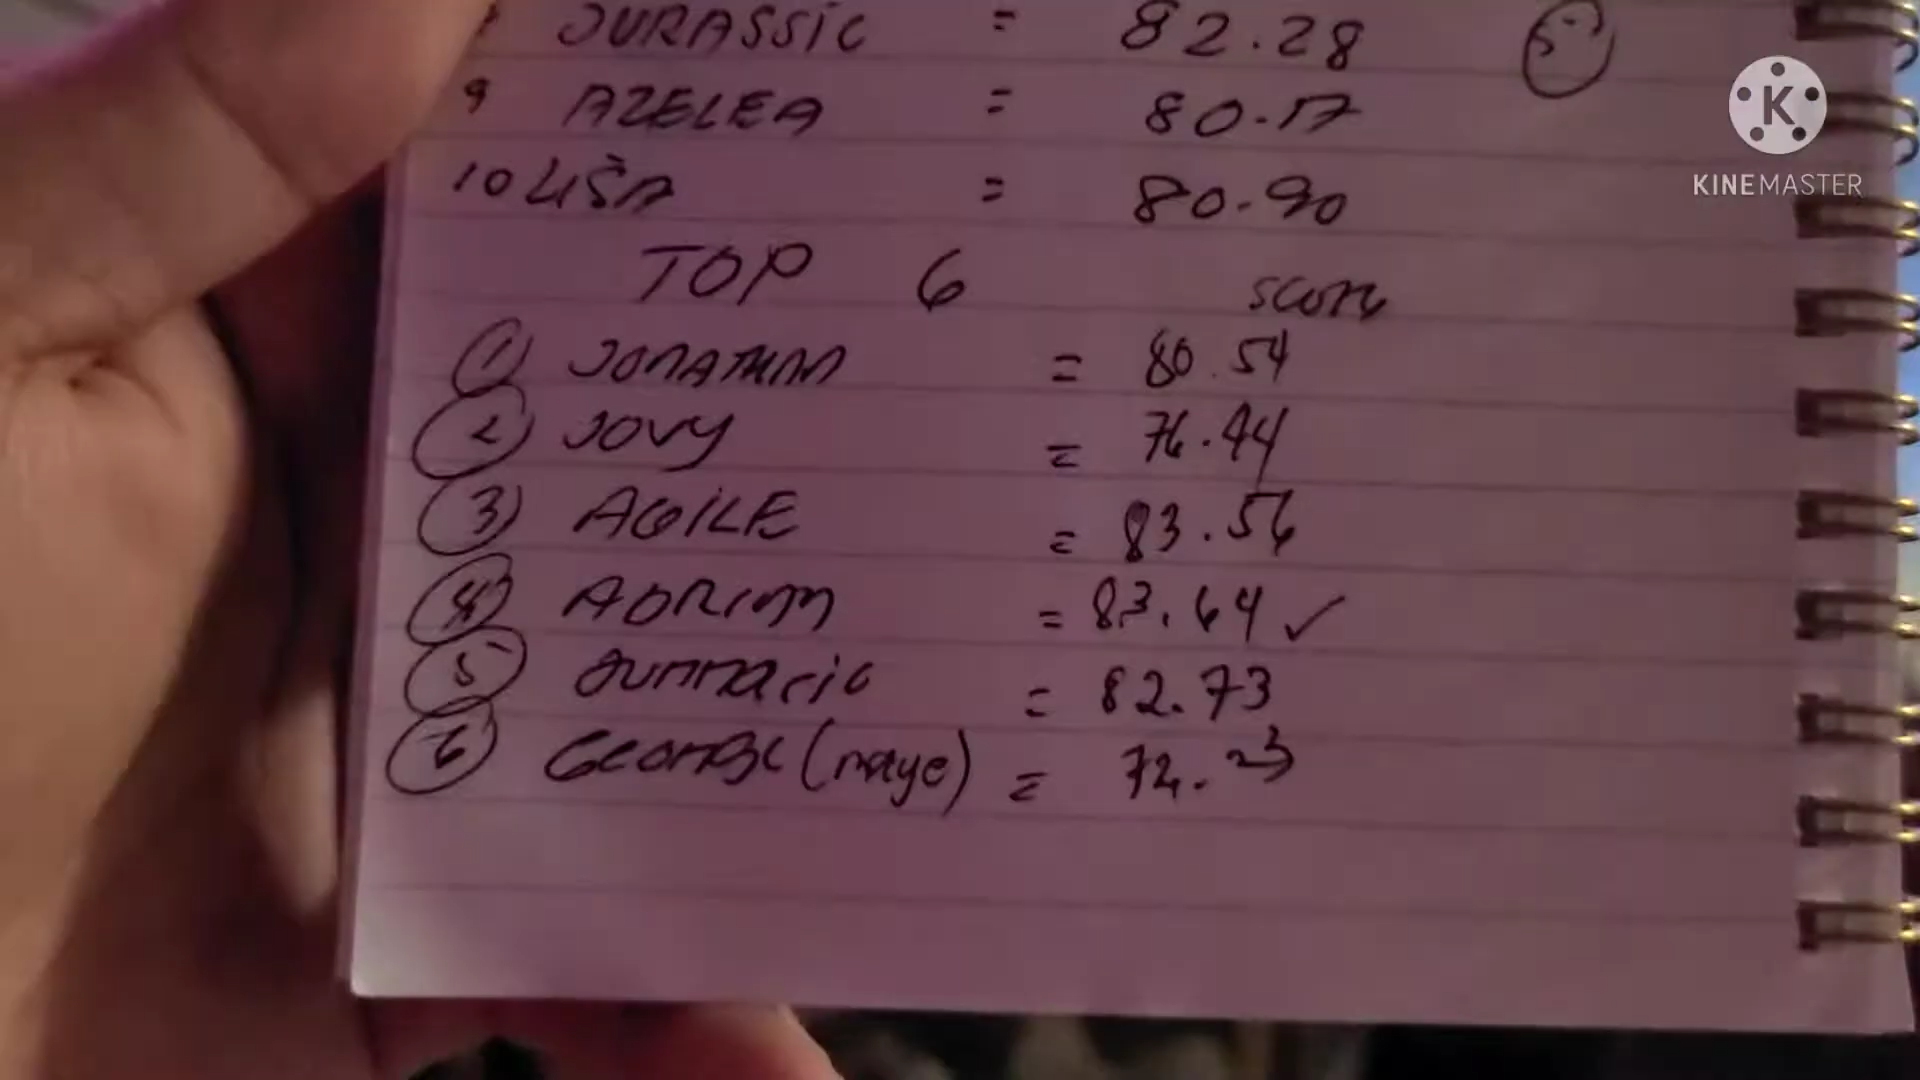 JURASSIC = 82.28 5
9 AZELEA = 80.17
10 LISA = 80.90
TOP 6 score
1 JONATHAN = 80.54
2 JOVY = 76.44
3 AGILE = 83.56
4 ADRIAN = 83.64 ✓
5 = 82.73
6 GEORGE (naye) = 72.23
K
KINEMASTER